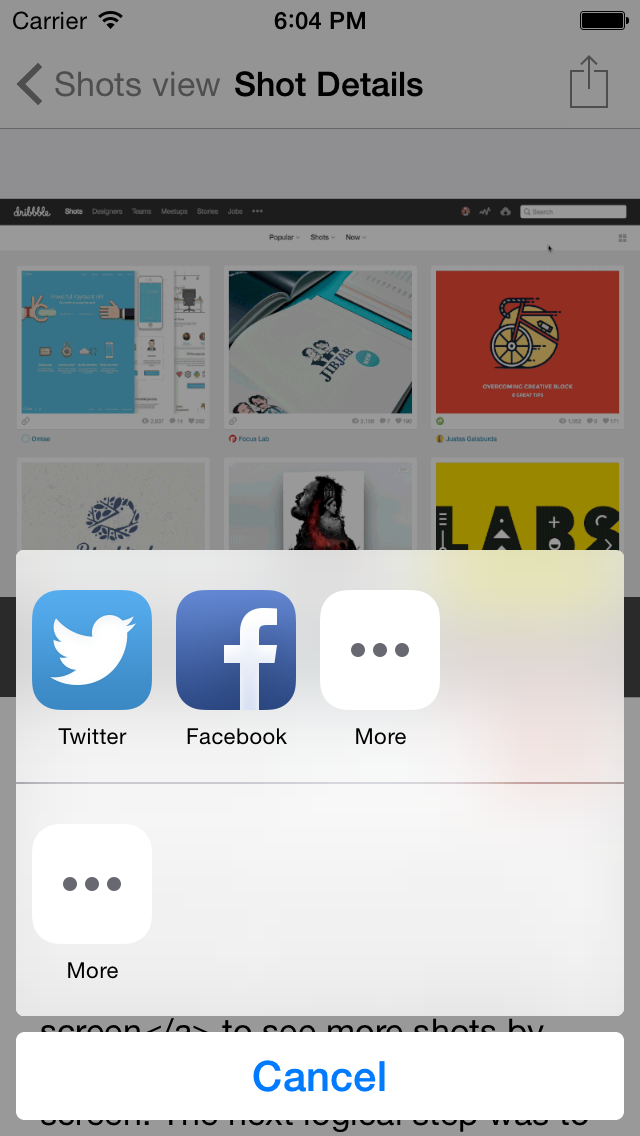 Carrier 6:04 PM
Shots view Shot Details
dribbble Shots Designers Teams Meetups Stories Jobs ••• Search
Popular Shots Now
JIBJAB
NEW
OVERCOMING CREATIVE BLOCK
8 GREAT TIPS
Omise
Focus Lab
Justas Galaburda
LABS
Twitter Facebook More
More
screen</a> to see more shots by
Cancel
screen. The next logical step was to